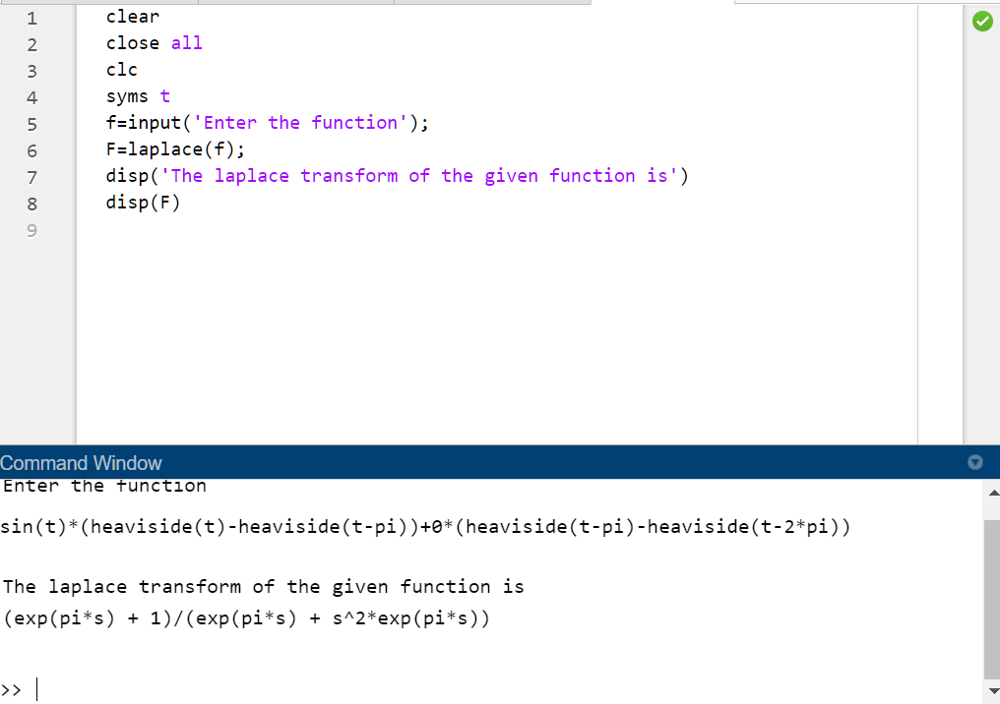 1 clear
2 close all
3 clc
4 syms t
5 f=input('Enter the function');
6 F=laplace(f);
7 disp('The laplace transform of the given function is')
8 disp(F)
9
Command Window
Enter the function
sin(t)*(heaviside(t)-heaviside(t-pi))+0*(heaviside(t-pi)-heaviside(t-2*pi))
The laplace transform of the given function is
(exp(pi*s) + 1)/(exp(pi*s) + s^2*exp(pi*s))
>>